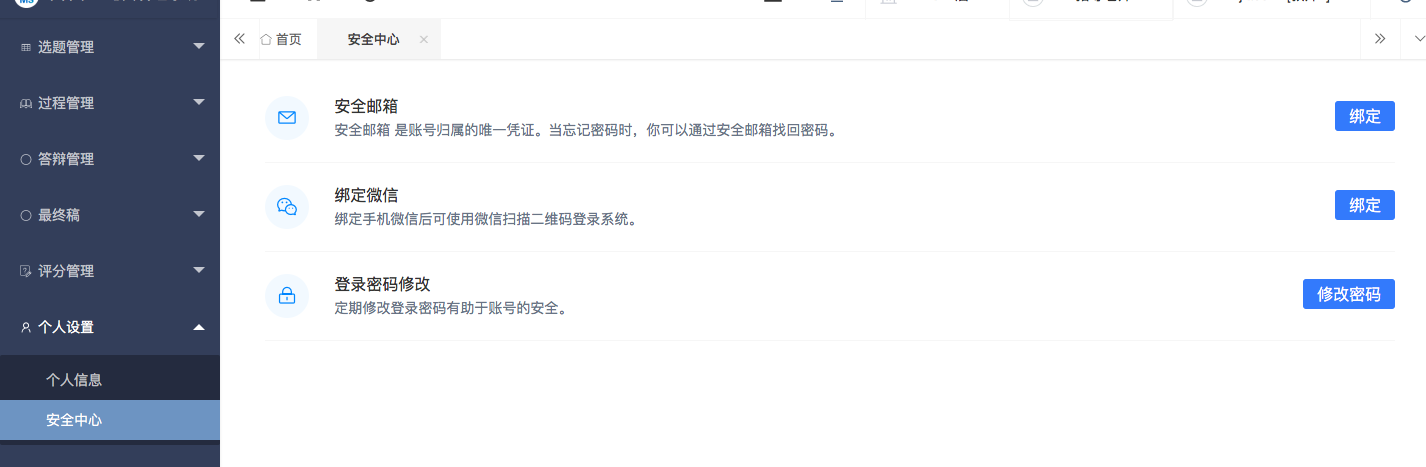 首页
安全中心
选题管理
过程管理
答辩管理
最终稿
评分管理
个人设置
个人信息
安全中心
安全邮箱
安全邮箱 是账号归属的唯一凭证。当忘记密码时，你可以通过安全邮箱找回密码。
绑定
绑定微信
绑定手机微信后可使用微信扫描二维码登录系统。
绑定
登录密码修改
定期修改登录密码有助于账号的安全。
修改密码